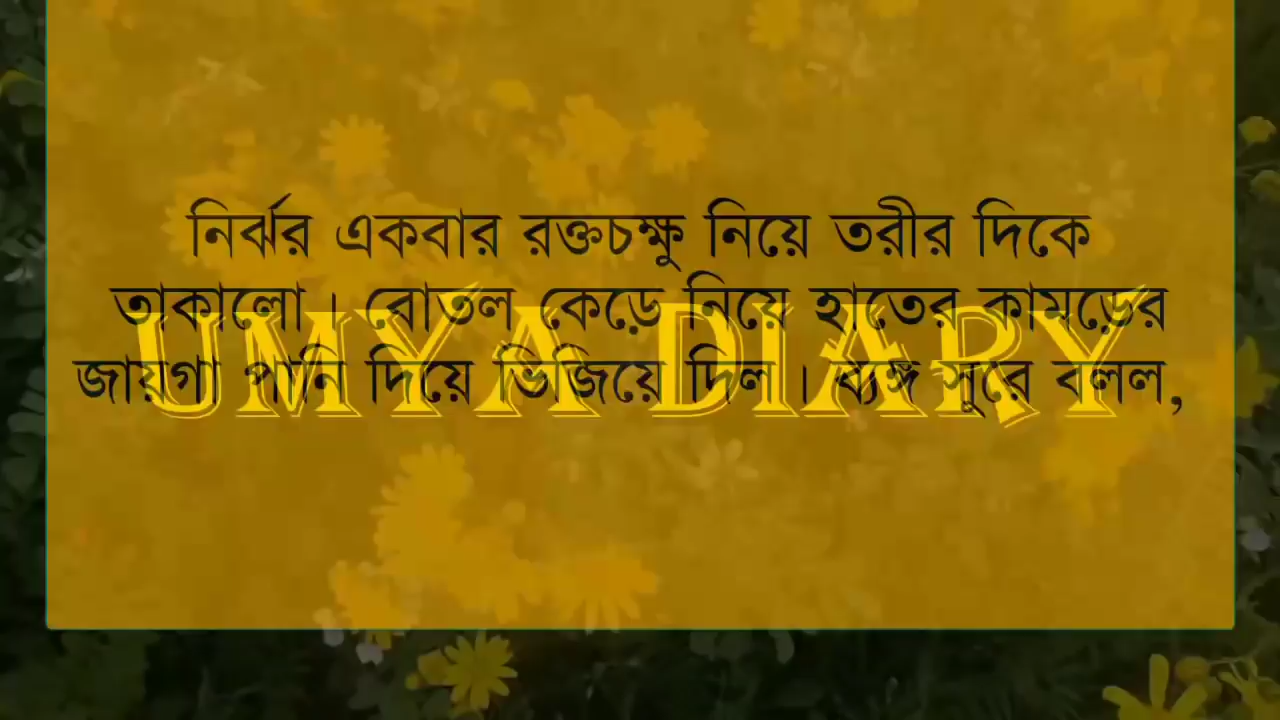 নির্ঝর একবার রক্তচক্ষু নিয়ে তরীর দিকে
তাকালো। বোতল কেড়ে নিয়ে হাতের কামড়ের
জায়গা পানি দিয়ে ভিজিয়ে দিল। ব্যঙ্গ সুরে বলল,
UMYA DIARY